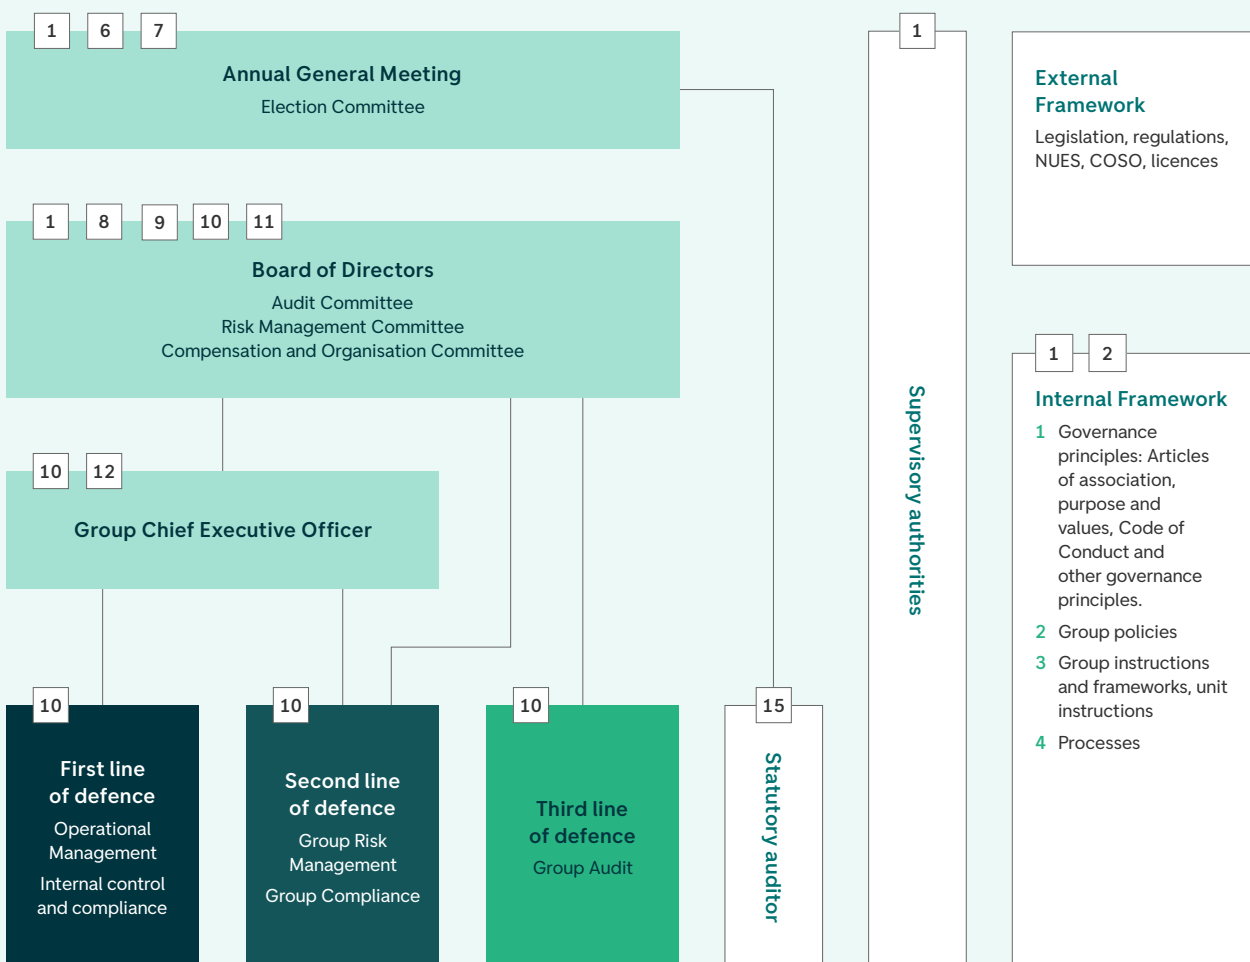 1 6 7
Annual General Meeting
Election Committee
1 8 9 10 11
Board of Directors
Audit Committee
Risk Management Committee
Compensation and Organisation Committee
10 12
Group Chief Executive Officer
10
First line
of defence
Operational
Management
Internal control
and compliance
10
Second line
of defence
Group Risk
Management
Group Compliance
10
Third line
of defence
Group Audit
15
Statutory auditor
1
Supervisory authorities
External
Framework
Legislation, regulations,
NUES, COSO, licences
1 2
Internal Framework
1 Governance
principles: Articles
of association,
purpose and
values, Code of
Conduct and
other governance
principles.
2 Group policies
3 Group instructions
and frameworks, unit
instructions
4 Processes